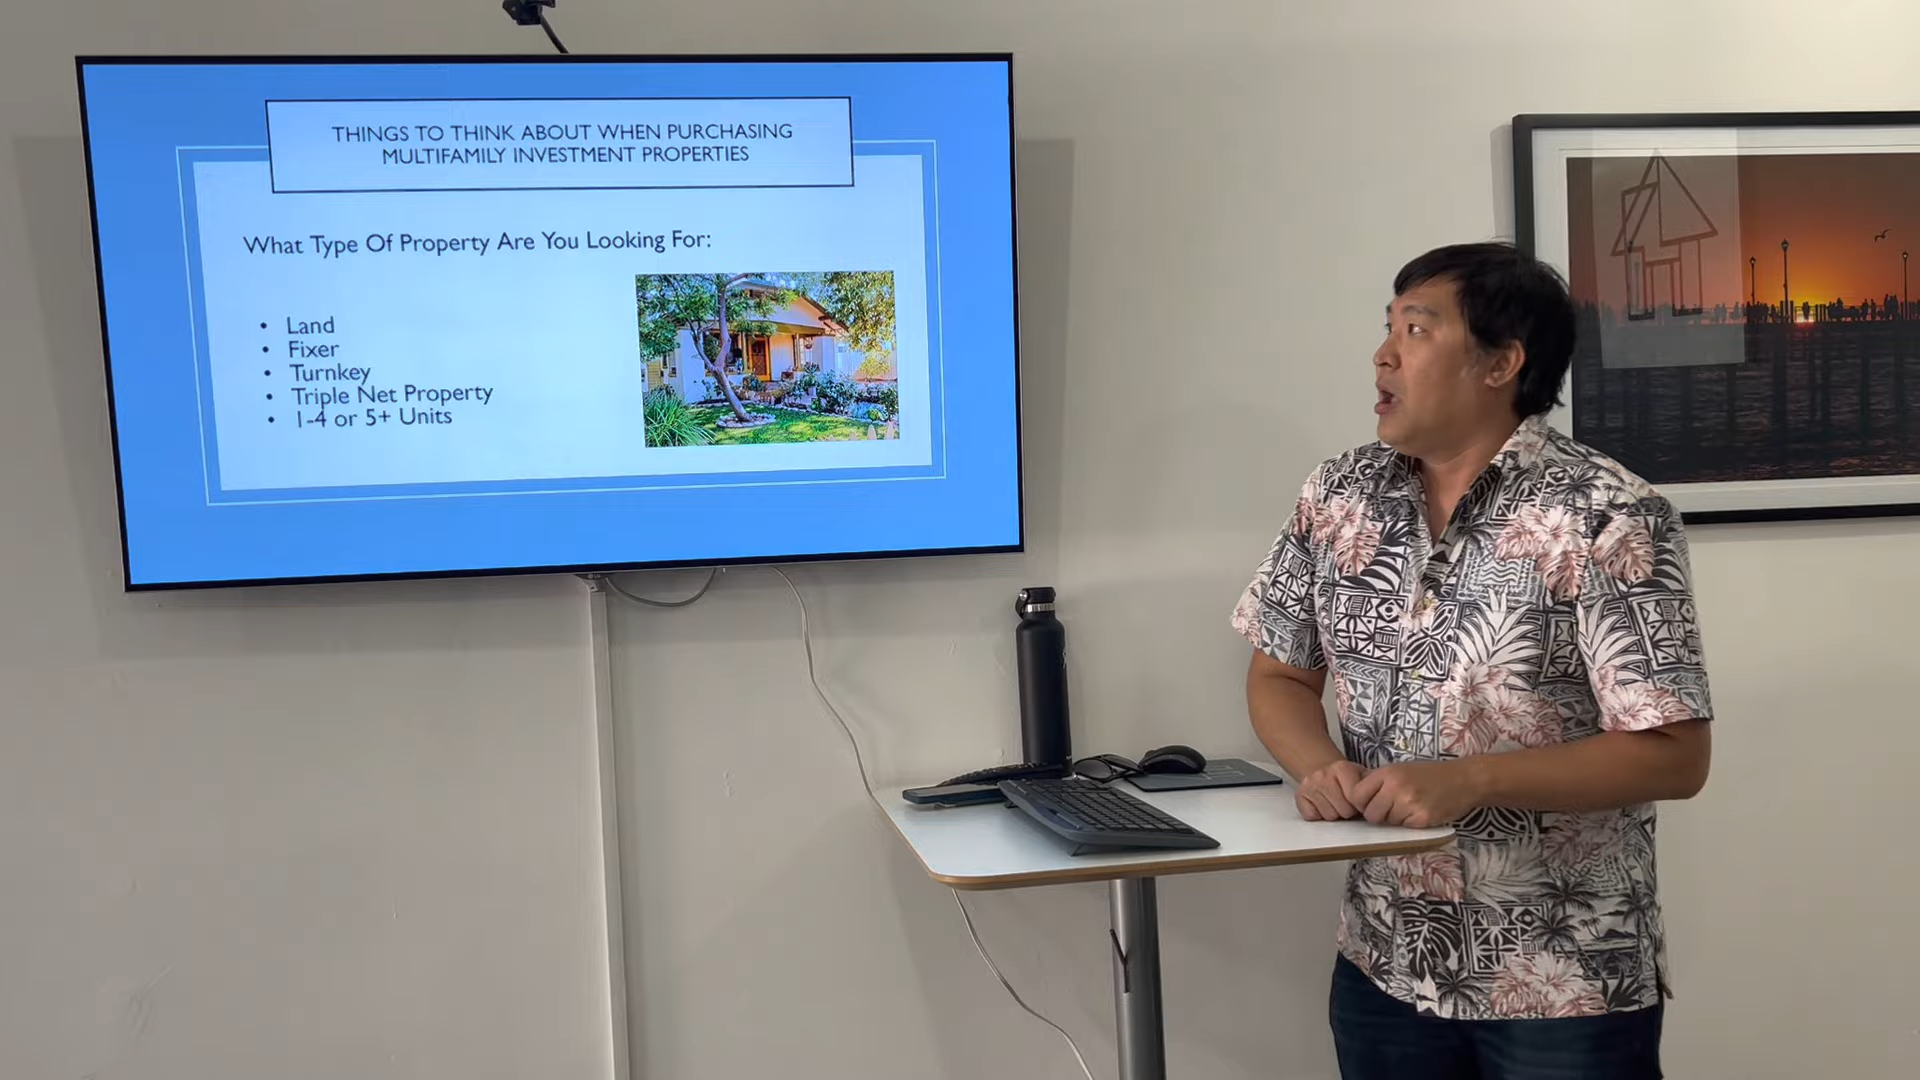 THINGS TO THINK ABOUT WHEN PURCHASING
MULTIFAMILY INVESTMENT PROPERTIES
What Type Of Property Are You Looking For:
• Land
• Fixer
• Turnkey
• Triple Net Property
• 1-4 or 5+ Units